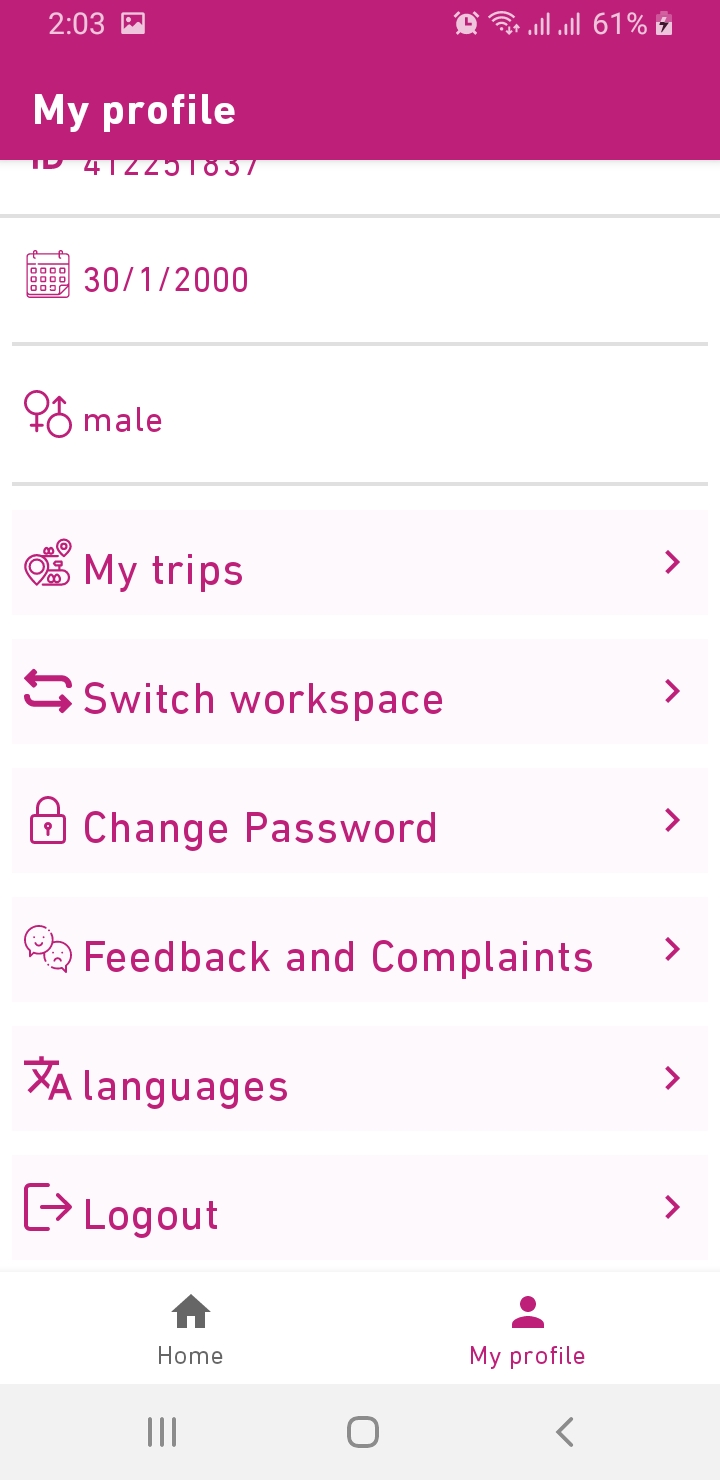 2:03 61%
My profile
ID 412251837
30/1/2000
male
My trips
Switch workspace
Change Password
Feedback and Complaints
languages
Logout
Home My profile